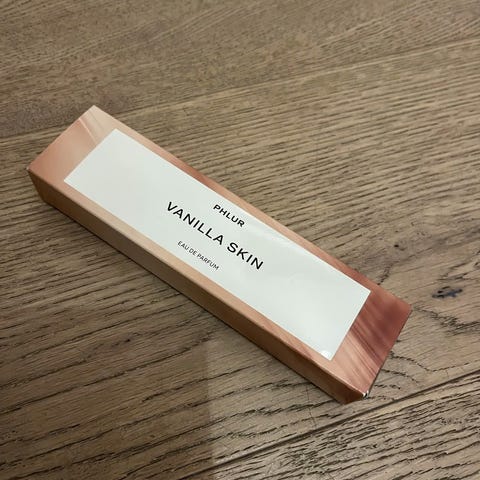 PHLUR
VANILLA SKIN
EAU DE PARFUM